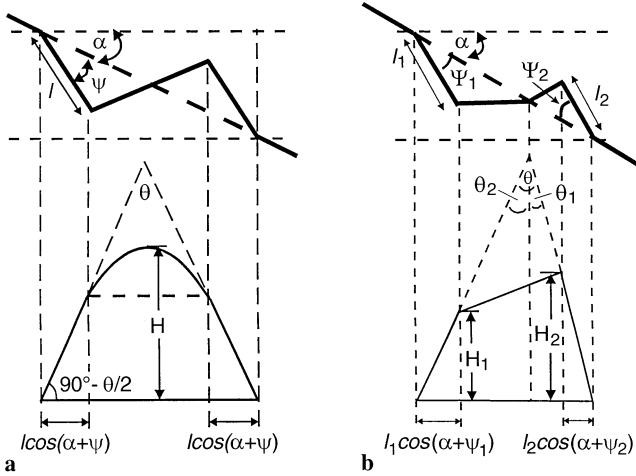 α
ψ
l
θ
H
90°- θ/2
lcos(α+ψ)
lcos(α+ψ)
a
α
l₁
Ψ₁
Ψ₂
l₂
θ
θ₂
θ₁
H₁
H₂
l₁cos(α+ψ₁)
l₂cos(α+ψ₂)
b